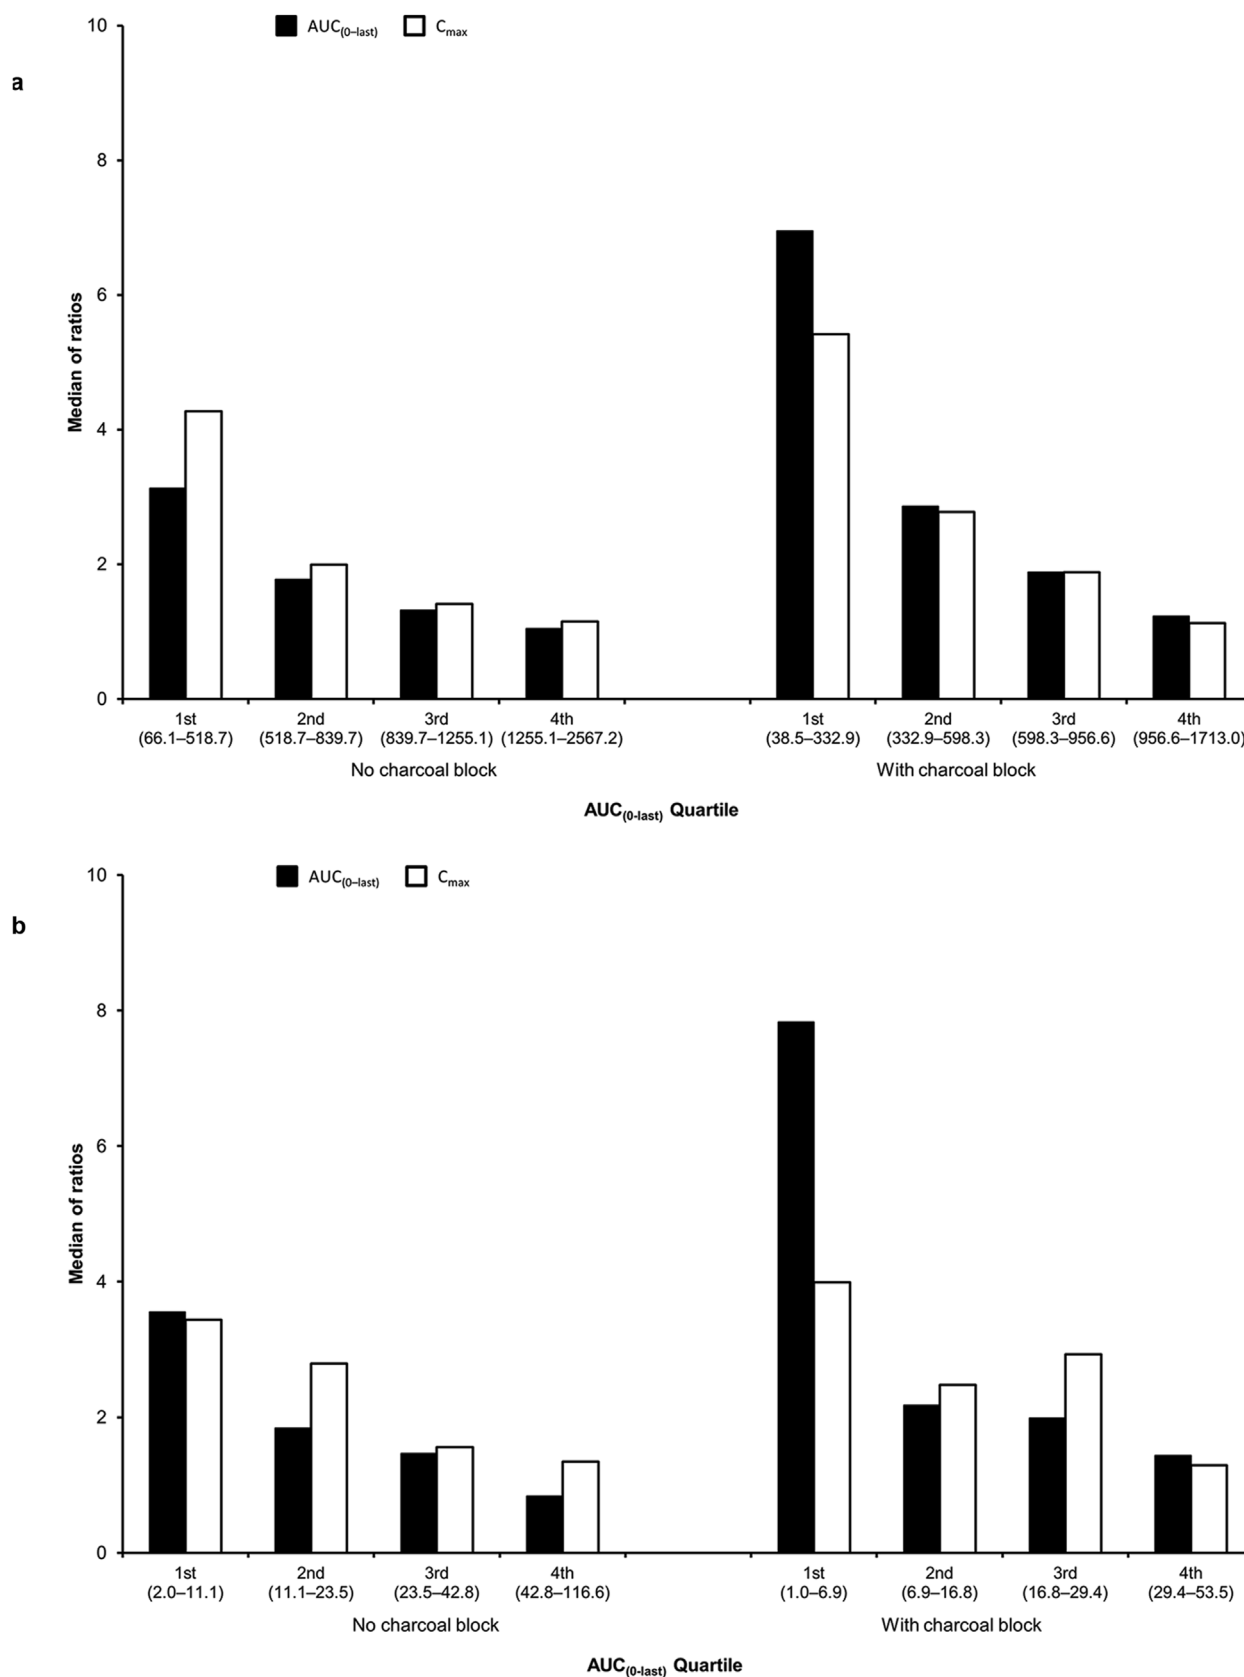 10
AUC(0–last) Cmax
a
8
6
Median of ratios
4
2
0
1st 2nd 3rd 4th 1st 2nd 3rd 4th
(66.1–518.7) (518.7–839.7) (839.7–1255.1) (1255.1–2567.2) (38.5–332.9) (332.9–598.3) (598.3–956.6) (956.6–1713.0)
No charcoal block With charcoal block
AUC(0-last) Quartile
10
AUC(0–last) Cmax
b
8
6
Median of ratios
4
2
0
1st 2nd 3rd 4th 1st 2nd 3rd 4th
(2.0–11.1) (11.1–23.5) (23.5–42.8) (42.8–116.6) (1.0–6.9) (6.9–16.8) (16.8–29.4) (29.4–53.5)
No charcoal block With charcoal block
AUC(0-last) Quartile